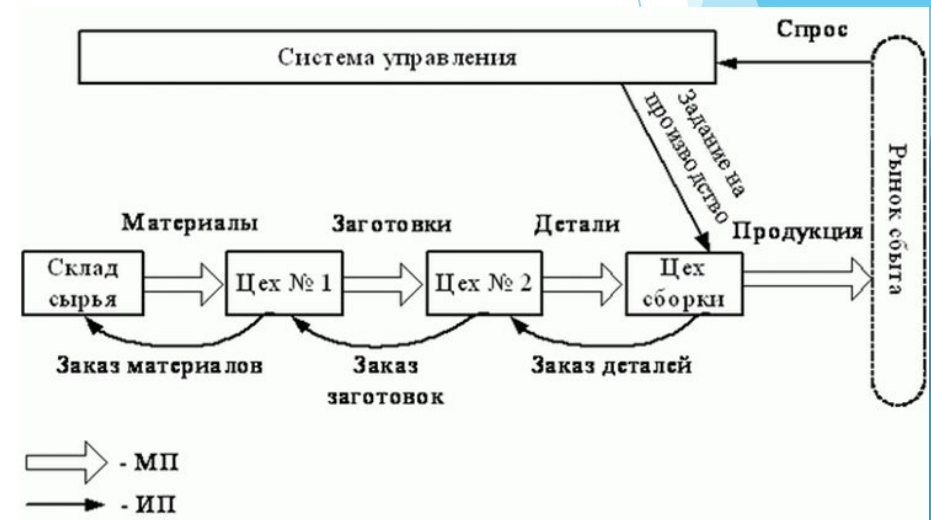 Спрос
Система управления
Задание на
производство
Рынок сбыта
Материалы
Заготовки
Детали
Продукция
Склад
сырья
Цех № 1
Цех № 2
Цех
сборки
Заказ материалов
Заказ
заготовок
Заказ деталей
- МП
- ИП